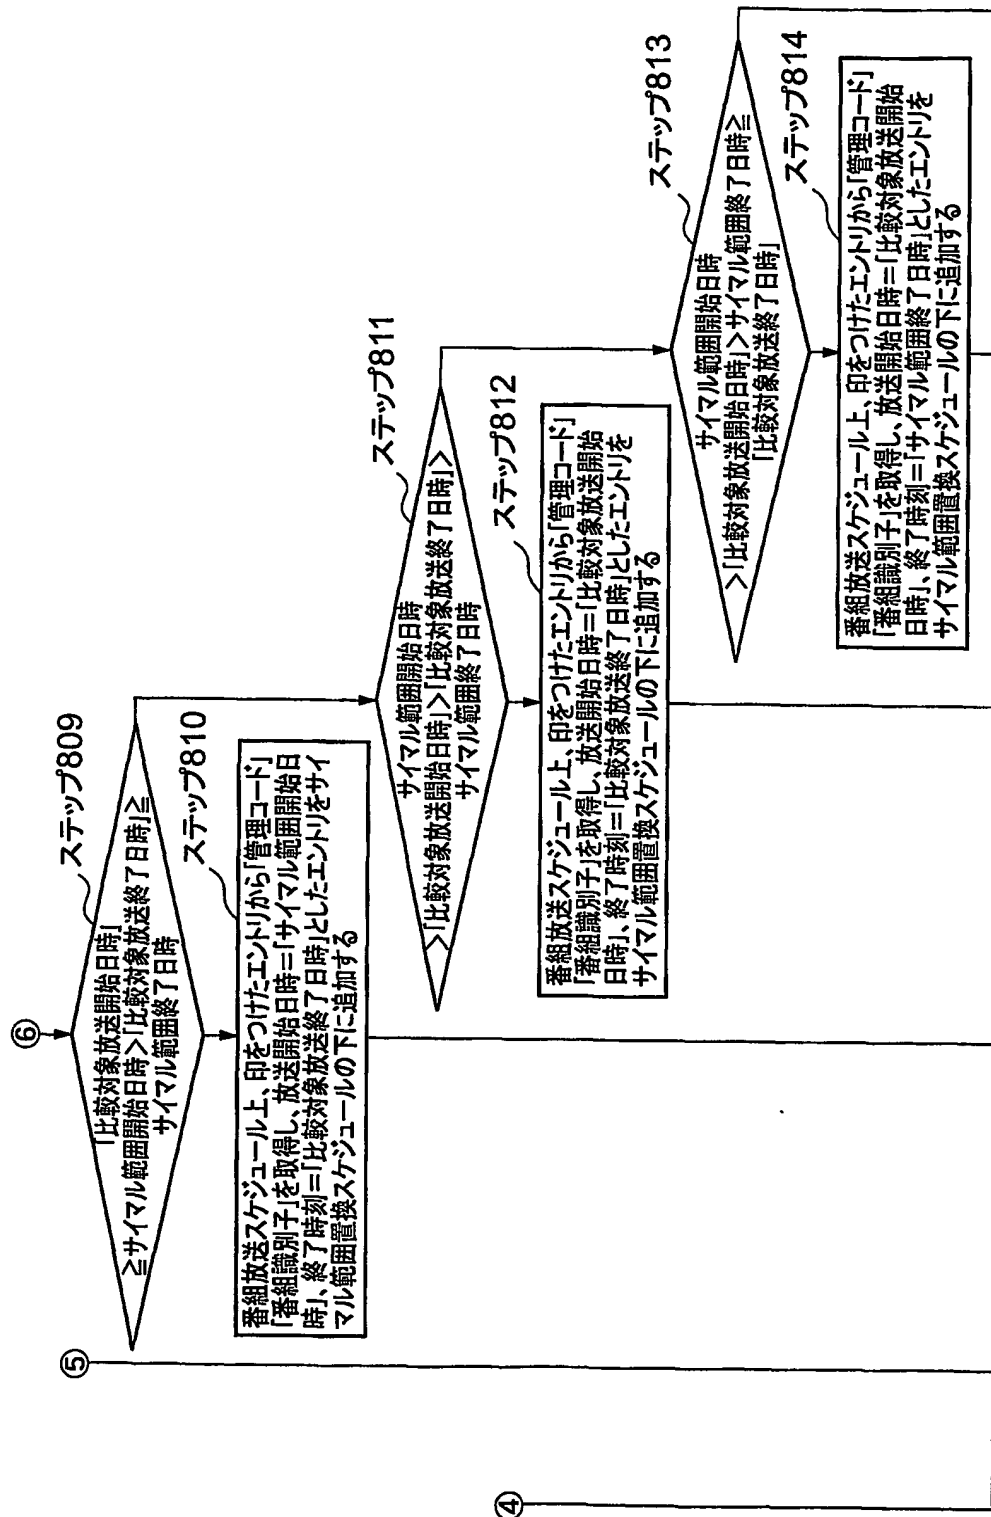 ⑥
ステップ809
「比較対象放送開始日時」
≧サイマル範囲開始日時>「比較対象放送終了日時」≧
サイマル範囲終了日時
ステップ810
番組放送スケジュール上、印をつけたエントリから「管理コード」
「番組識別子」を取得し、放送開始日時=「サイマル範囲開始日
時」、終了時刻=「比較対象放送終了日時」としたエントリをサイ
マル範囲置換スケジュールの下に追加する
ステップ811
サイマル範囲開始日時
>「比較対象放送開始日時」>「比較対象放送終了日時」>
サイマル範囲終了日時
ステップ812
番組放送スケジュール上、印をつけたエントリから「管理コード」
「番組識別子」を取得し、放送開始日時=「比較対象放送開始
日時」、終了時刻=「比較対象放送終了日時」としたエントリを
サイマル範囲置換スケジュールの下に追加する
ステップ813
サイマル範囲開始日時
>「比較対象放送開始日時」>サイマル範囲終了日時≧
「比較対象放送終了日時」
ステップ814
番組放送スケジュール上、印をつけたエントリから「管理コード」
「番組識別子」を取得し、放送開始日時=「比較対象放送開始
日時」、終了時刻=「サイマル範囲終了日時」としたエントリを
サイマル範囲置換スケジュールの下に追加する
⑤
④